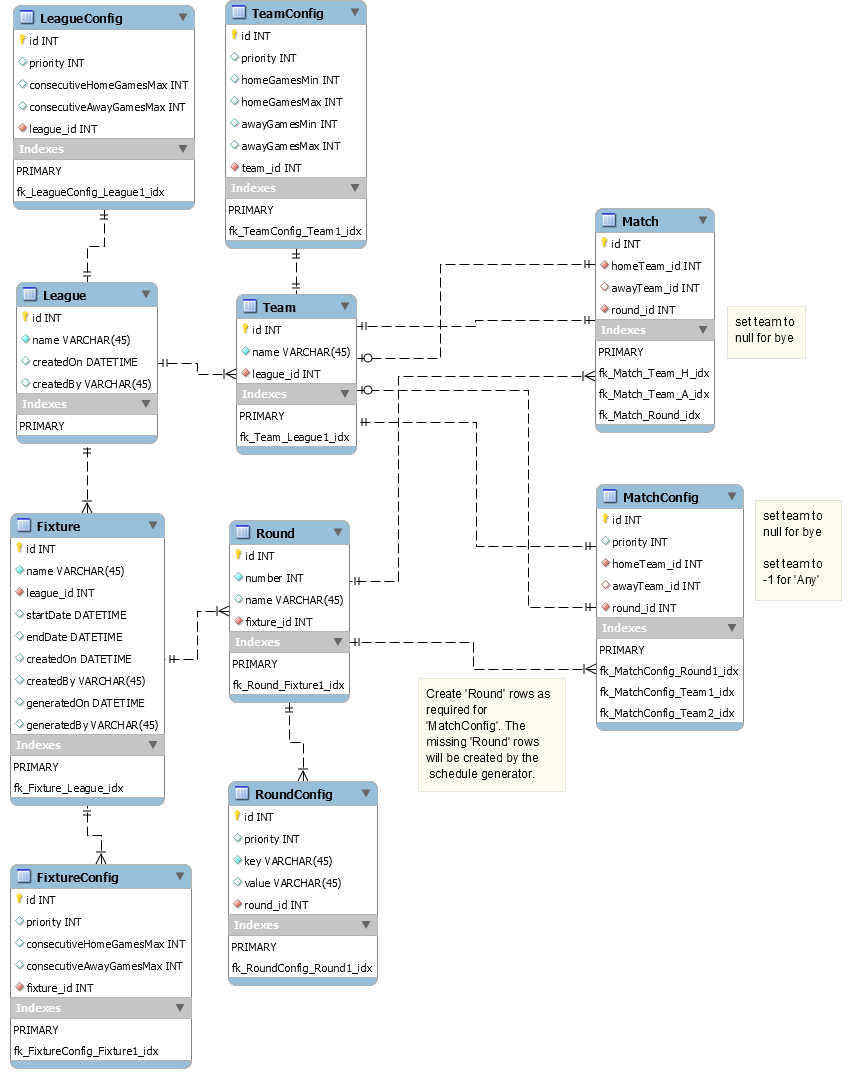 LeagueConfig
id INT
priority INT
consecutiveHomeGamesMax INT
consecutiveAwayGamesMax INT
league_id INT
Indexes
PRIMARY
fk_LeagueConfig_League1_idx
TeamConfig
id INT
priority INT
homeGamesMin INT
homeGamesMax INT
awayGamesMin INT
awayGamesMax INT
team_id INT
Indexes
PRIMARY
fk_TeamConfig_Team1_idx
Match
id INT
homeTeam_id INT
awayTeam_id INT
round_id INT
Indexes
PRIMARY
fk_Match_Team_H_idx
fk_Match_Team_A_idx
fk_Match_Round_idx
set team to
null for bye
League
id INT
name VARCHAR(45)
createdOn DATETIME
createdBy VARCHAR(45)
Indexes
PRIMARY
Team
id INT
name VARCHAR(45)
league_id INT
Indexes
PRIMARY
fk_Team_League1_idx
MatchConfig
id INT
priority INT
homeTeam_id INT
awayTeam_id INT
round_id INT
Indexes
PRIMARY
fk_MatchConfig_Round1_idx
fk_MatchConfig_Team1_idx
fk_MatchConfig_Team2_idx
set team to
null for bye
set team to
-1 for 'Any'
Fixture
id INT
name VARCHAR(45)
league_id INT
startDate DATETIME
endDate DATETIME
createdOn DATETIME
createdBy VARCHAR(45)
generatedOn DATETIME
generatedBy VARCHAR(45)
Indexes
PRIMARY
fk_Fixture_League_idx
Round
id INT
number INT
name VARCHAR(45)
fixture_id INT
Indexes
PRIMARY
fk_Round_Fixture1_idx
Create 'Round' rows as
required for
'MatchConfig'. The
missing 'Round' rows
will be created by the
schedule generator.
RoundConfig
id INT
priority INT
key VARCHAR(45)
value VARCHAR(45)
round_id INT
Indexes
PRIMARY
fk_RoundConfig_Round1_idx
FixtureConfig
id INT
priority INT
consecutiveHomeGamesMax INT
consecutiveAwayGamesMax INT
fixture_id INT
Indexes
PRIMARY
fk_FixtureConfig_Fixture1_idx